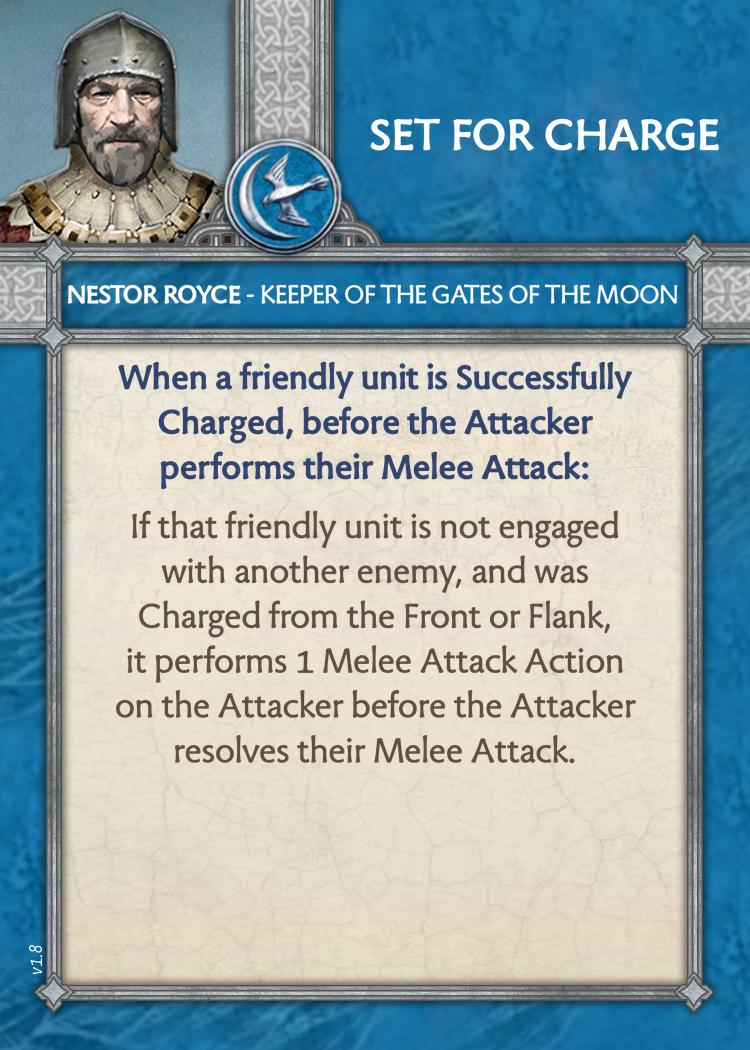 SET FOR CHARGE
NESTOR ROYCE - KEEPER OF THE GATES OF THE MOON
When a friendly unit is Successfully
Charged, before the Attacker
performs their Melee Attack:
If that friendly unit is not engaged
with another enemy, and was
Charged from the Front or Flank,
it performs 1 Melee Attack Action
on the Attacker before the Attacker
resolves their Melee Attack.
v1.8